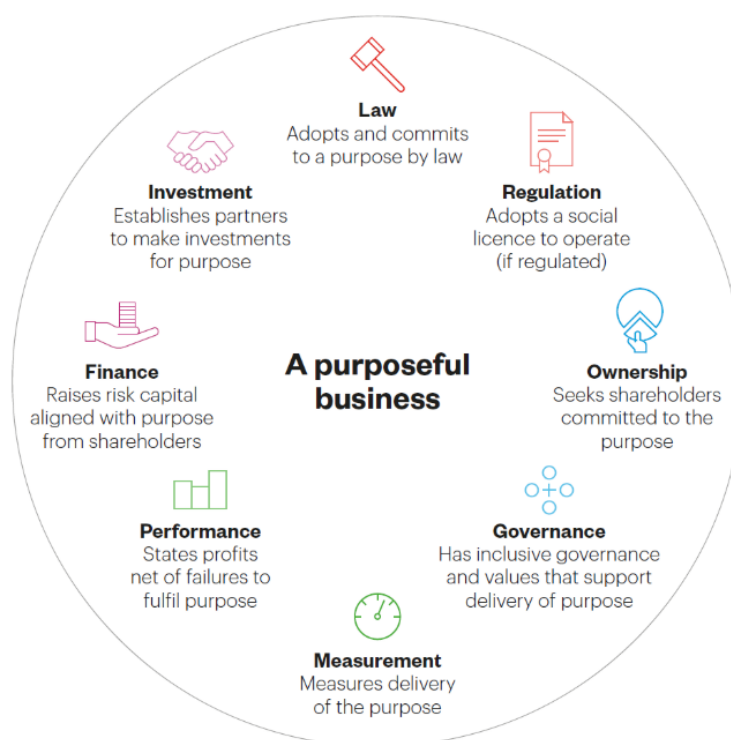 Law
Adopts and commits
to a purpose by law
Regulation
Adopts a social
licence to operate
(if regulated)
Ownership
Seeks shareholders
committed to the
purpose
Governance
Has inclusive governance
and values that support
delivery of purpose
Measurement
Measures delivery
of the purpose
Performance
States profits
net of failures to
fulfil purpose
Finance
Raises risk capital
aligned with purpose
from shareholders
Investment
Establishes partners
to make investments
for purpose
A purposeful
business